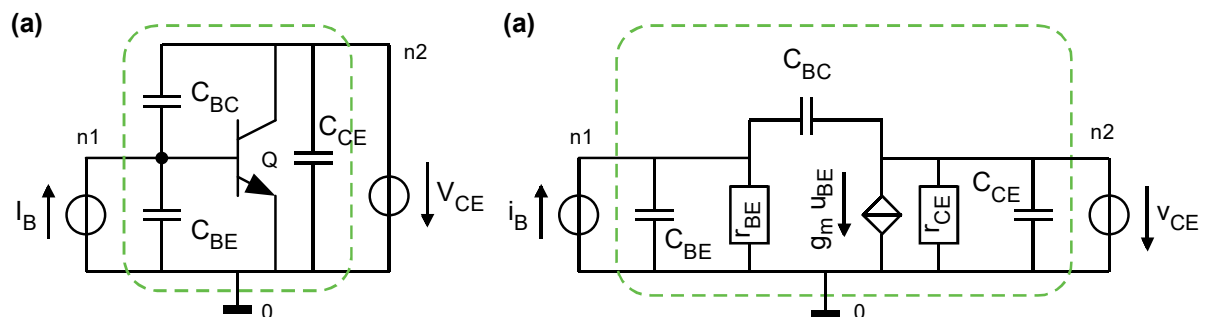 (a)
n2
C_BC
n1
C_CE
Q
I_B
V_CE
C_BE
0
(a)
C_BC
n1
n2
C_CE
i_B
C_BE
r_BE
g_m u_BE
r_CE
v_CE
0